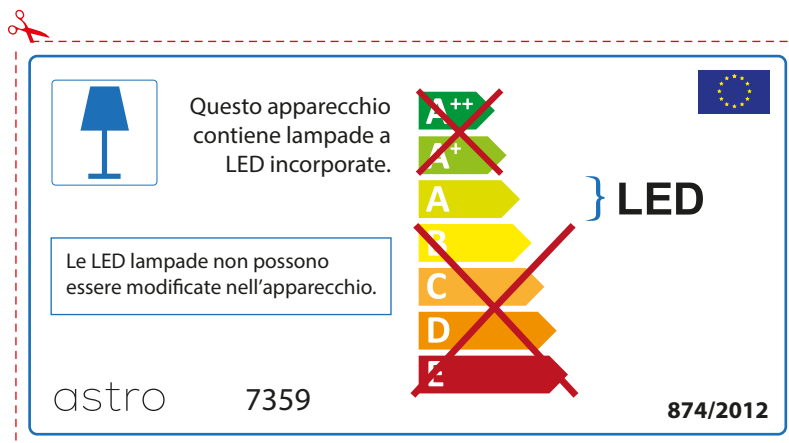 Questo apparecchio
contiene lampade a
LED incorporate.
Le LED lampade non possono
essere modificate nell'apparecchio.
A++
A+
A
B
C
D
E
LED
astro
7359
874/2012